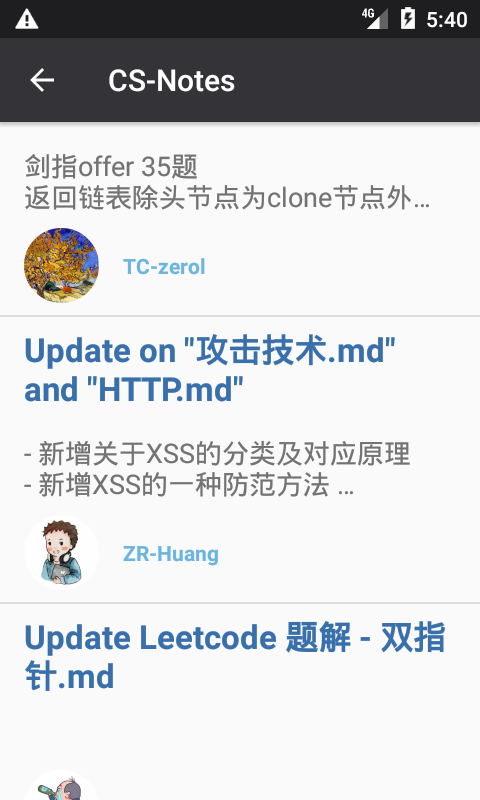 4G 5:40
CS-Notes
剑指offer 35题
返回链表除头节点为clone节点外…
TC-zerol
Update on "攻击技术.md"
and "HTTP.md"
- 新增关于XSS的分类及对应原理
- 新增XSS的一种防范方法 …
ZR-Huang
Update Leetcode 题解 - 双指
针.md